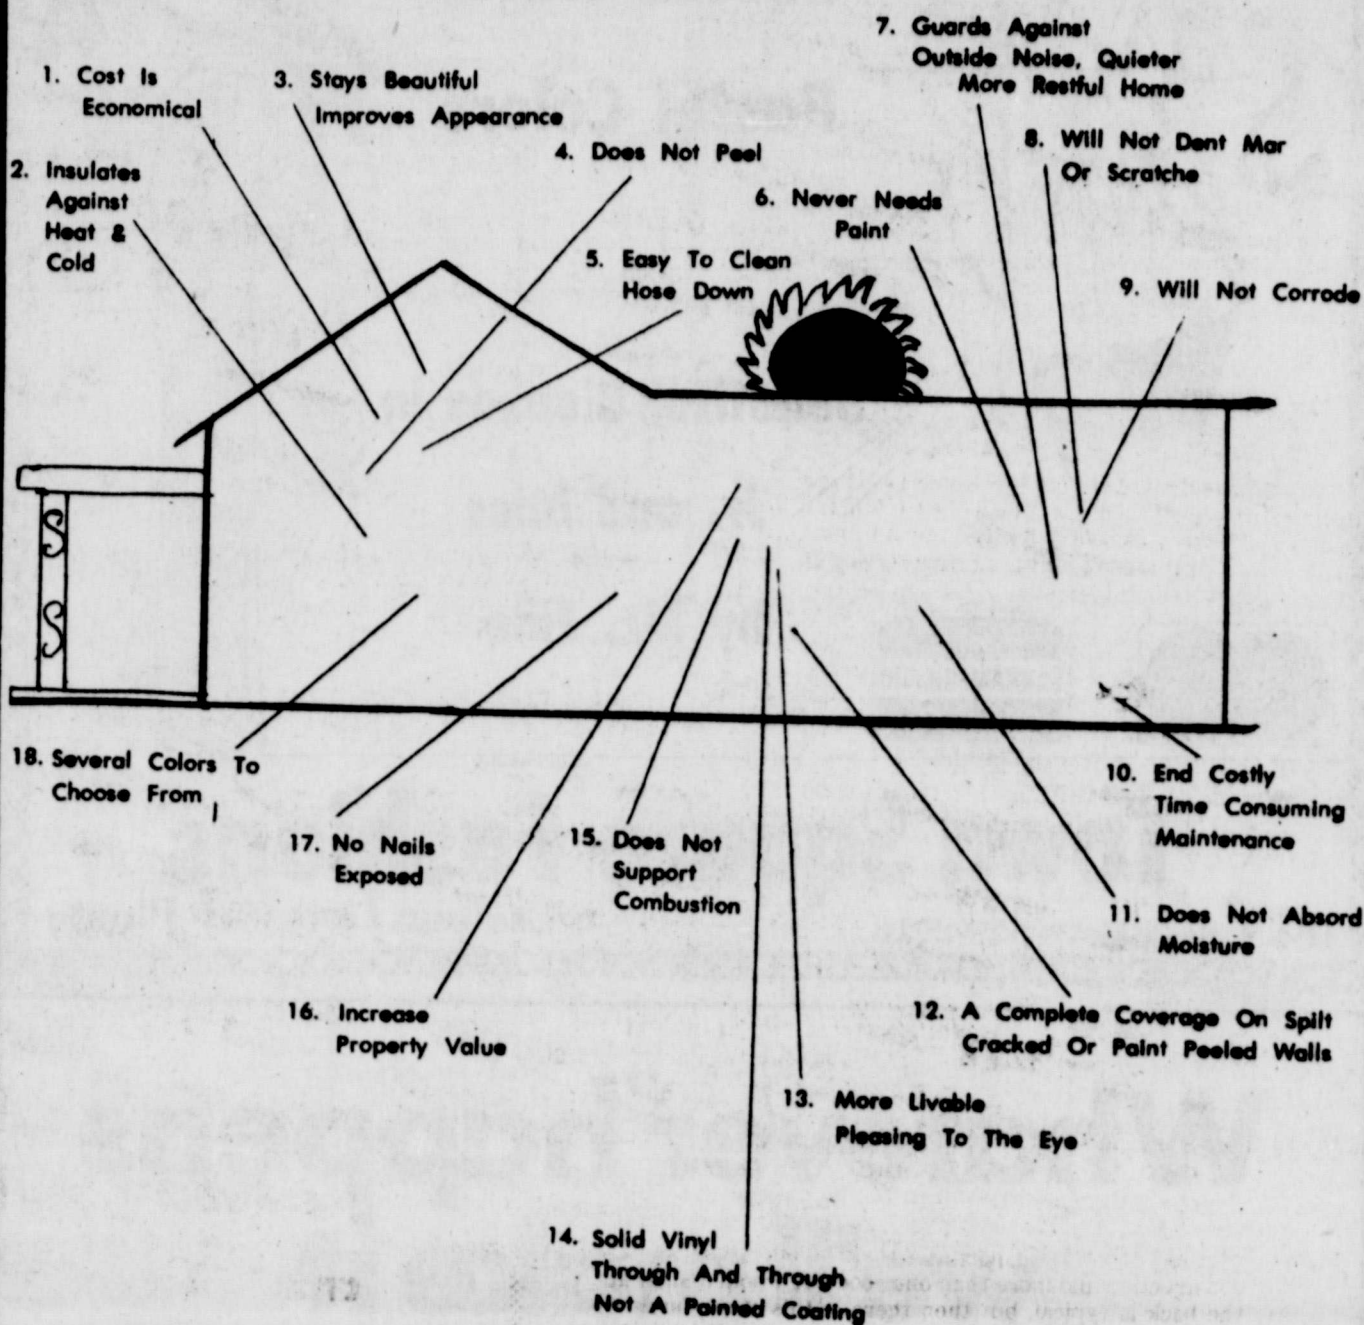 1. Cost Is
Economical
2. Insulates
Against
Heat &
Cold
3. Stays Beautiful
Improves Appearance
4. Does Not Peel
5. Easy To Clean
Hose Down
6. Never Needs
Paint
7. Guards Against
Outside Noise, Quieter
More Restful Home
8. Will Not Dent Mar
Or Scratche
9. Will Not Corrode
10. End Costly
Time Consuming
Maintenance
11. Does Not Absord
Moisture
12. A Complete Coverage On Spilt
Cracked Or Paint Peeled Walls
13. More Livable
Pleasing To The Eye
14. Solid Vinyl
Through And Through
Not A Painted Coating
15. Does Not
Support
Combustion
16. Increase
Property Value
17. No Nails
Exposed
18. Several Colors To
Choose From